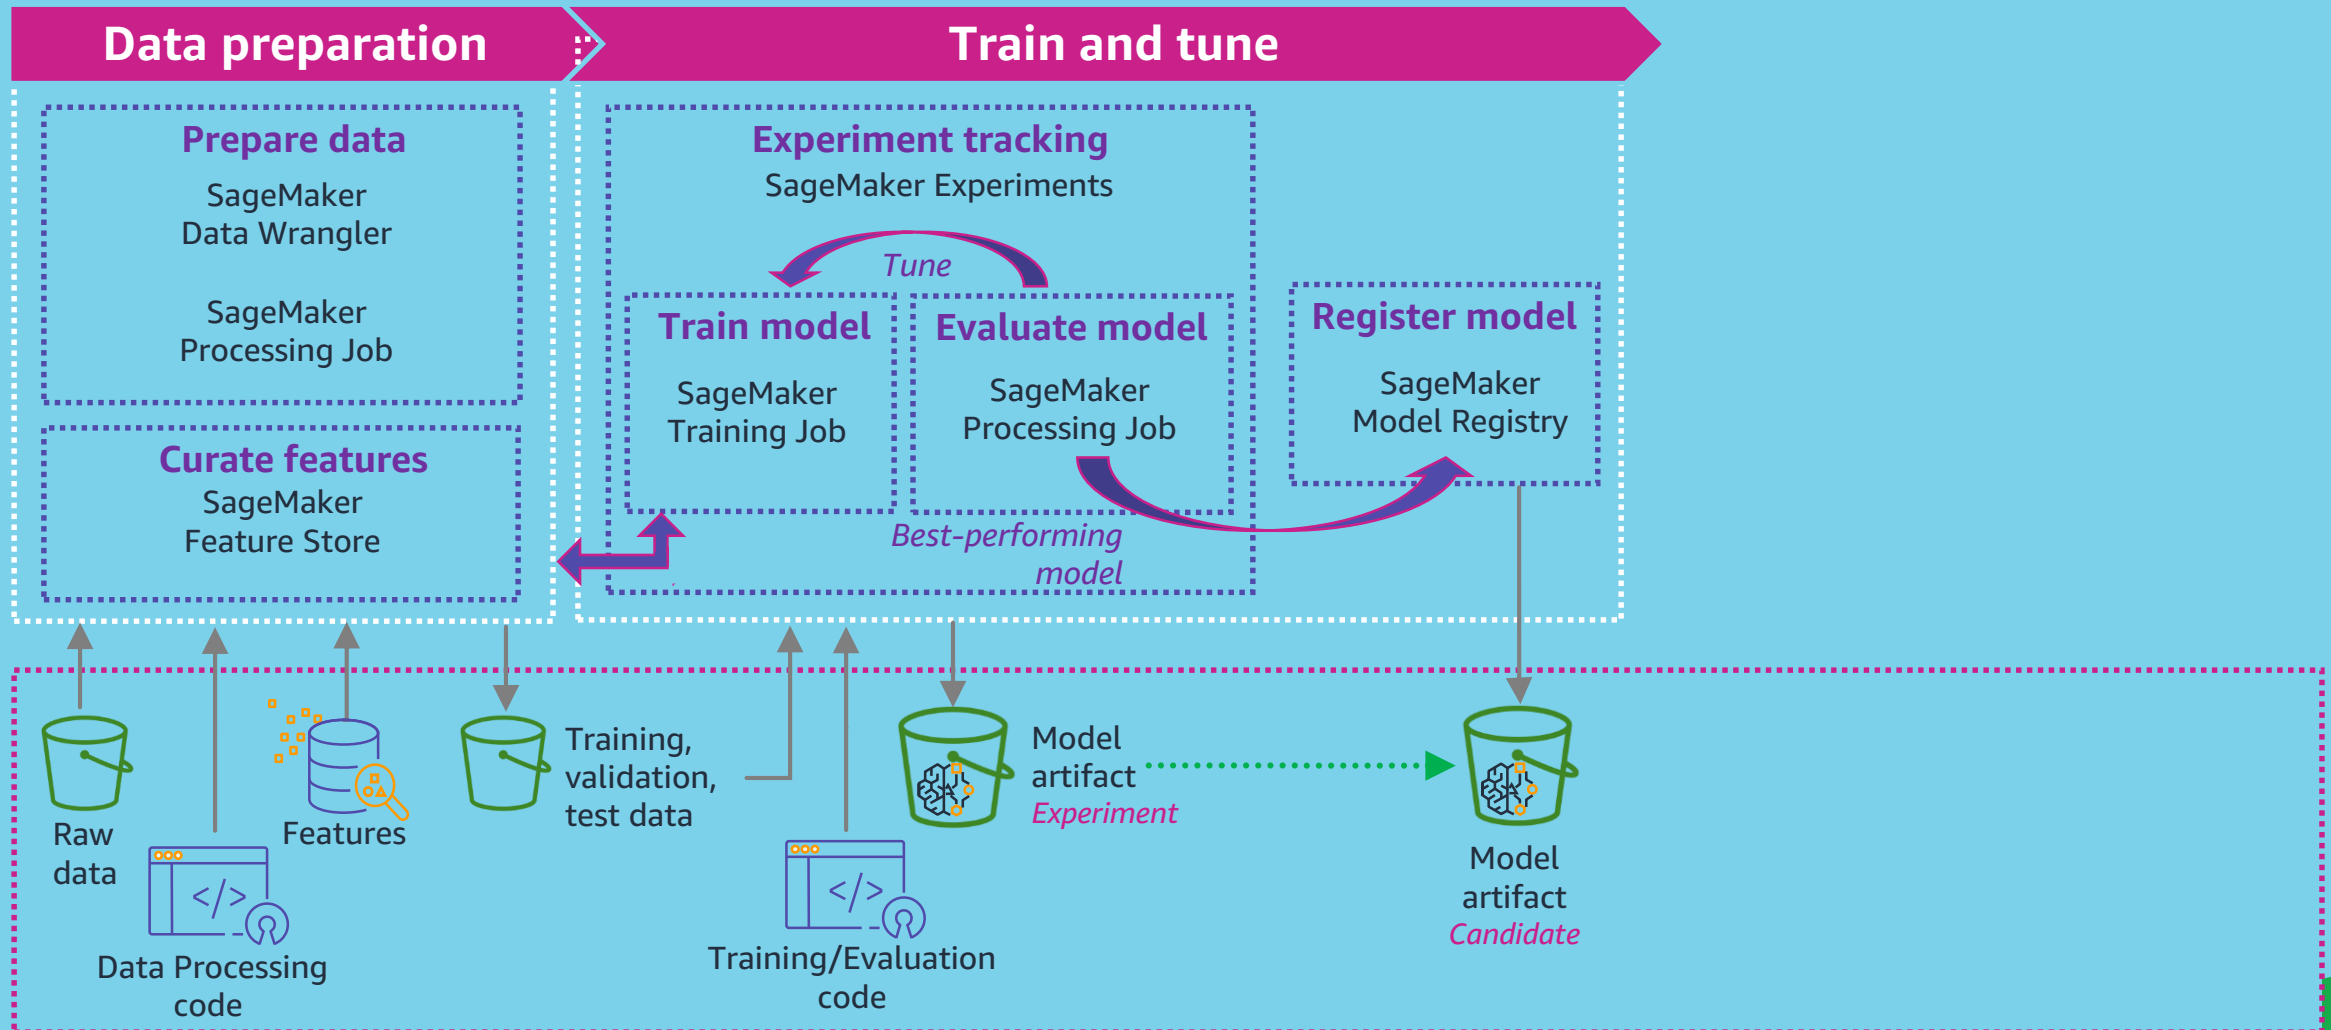 Data preparation
Train and tune
Prepare data
SageMaker
Data Wrangler
SageMaker
Processing Job
Curate features
SageMaker
Feature Store
Experiment tracking
SageMaker Experiments
Tune
Train model
SageMaker
Training Job
Evaluate model
SageMaker
Processing Job
Best-performing
model
Register model
SageMaker
Model Registry
Raw
data
</>
Data Processing
code
Features
Training,
validation,
test data
</>
Training/Evaluation
code
Model
artifact
Experiment
Model
artifact
Candidate